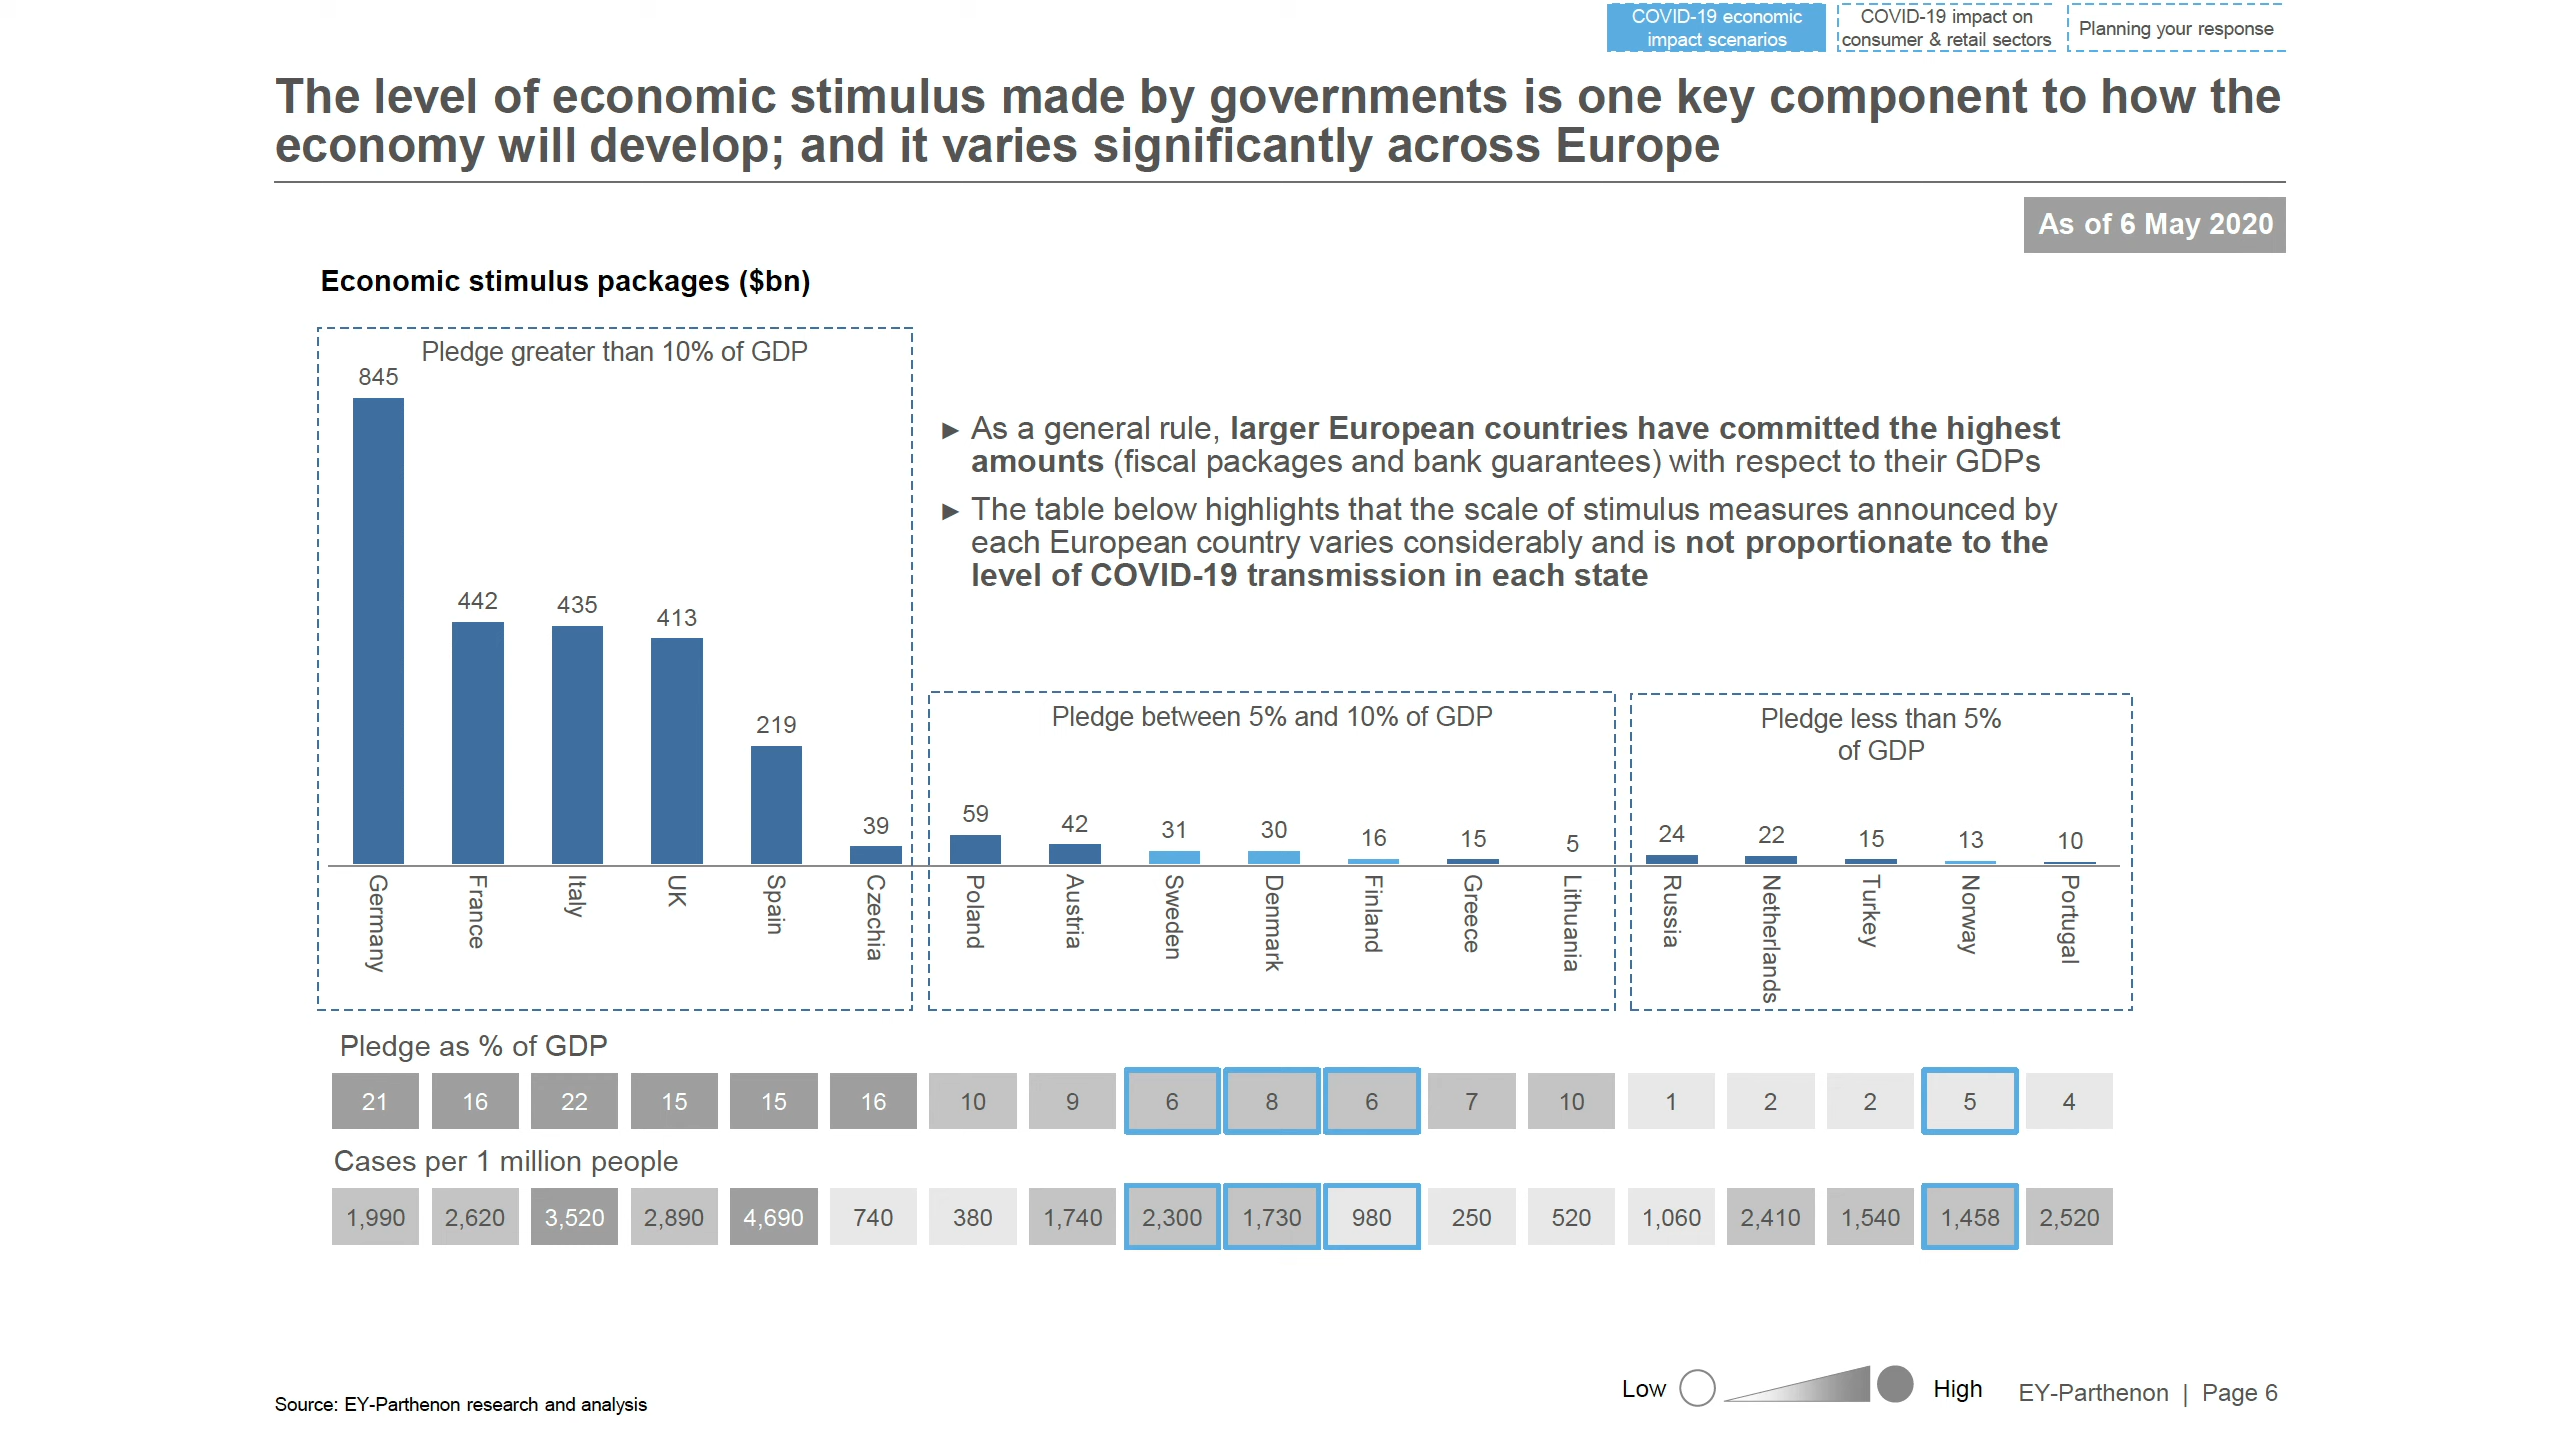 COVID-19 economic
impact scenarios
COVID-19 impact on
consumer & retail sectors
Planning your response
The level of economic stimulus made by governments is one key component to how the
economy will develop; and it varies significantly across Europe
As of 6 May 2020
Economic stimulus packages ($bn)
Pledge greater than 10% of GDP
845
442
435
413
219
39
► As a general rule, larger European countries have committed the highest
amounts (fiscal packages and bank guarantees) with respect to their GDPs
► The table below highlights that the scale of stimulus measures announced by
each European country varies considerably and is not proportionate to the
level of COVID-19 transmission in each state
Pledge between 5% and 10% of GDP
59
42
31
30
16
15
5
Pledge less than 5%
of GDP
24
22
15
13
10
Germany
France
Italy
UK
Spain
Czechia
Poland
Austria
Sweden
Denmark
Finland
Greece
Lithuania
Russia
Netherlands
Turkey
Norway
Portugal
Pledge as % of GDP
21 16 22 15 15 16 10 9 6 8 6 7 10 1 2 2 5 4
Cases per 1 million people
1,990 2,620 3,520 2,890 4,690 740 380 1,740 2,300 1,730 980 250 520 1,060 2,410 1,540 1,458 2,520
Low High
EY-Parthenon | Page 6
Source: EY-Parthenon research and analysis